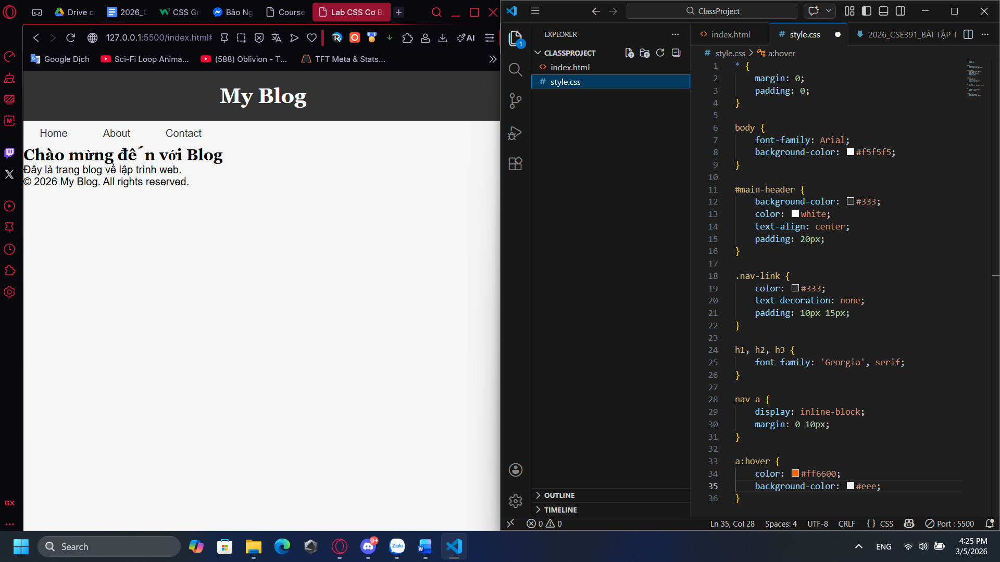 Drive c
2026_C
CSS Gr
Bảo Ng
Course
Lab CSS Cơ B
127.0.0.1:5500/index.html#
AI
Google Dịch
Sci-Fi Loop Anima...
(588) Oblivion - T...
TFT Meta & Stats...
My Blog
Home
About
Contact
Chào mừng đến với Blog
Đây là trang blog về lập trình web.
© 2026 My Blog. All rights reserved.
GX
ClassProject
EXPLORER
CLASSPROJECT
index.html
style.css
OUTLINE
TIMELINE
index.html
style.css
2026_CSE391_BÀI TẬP T
style.css > a:hover
1 * {
2 margin: 0;
3 padding: 0;
4 }
5
6 body {
7 font-family: Arial;
8 background-color: #f5f5f5;
9 }
10
11 #main-header {
12 background-color: #333;
13 color: white;
14 text-align: center;
15 padding: 20px;
16 }
17
18 .nav-link {
19 color: #333;
20 text-decoration: none;
21 padding: 10px 15px;
22 }
23
24 h1, h2, h3 {
25 font-family: 'Georgia', serif;
26 }
27
28 nav a {
29 display: inline-block;
30 margin: 0 10px;
31 }
32
33 a:hover {
34 color: #ff6600;
35 background-color: #eee;
36 }
0 0
Ln 35, Col 28
Spaces: 4
UTF-8
CRLF
{ } CSS
Port : 5500
Search
9+
Zalo
ENG
4:25 PM
3/5/2026